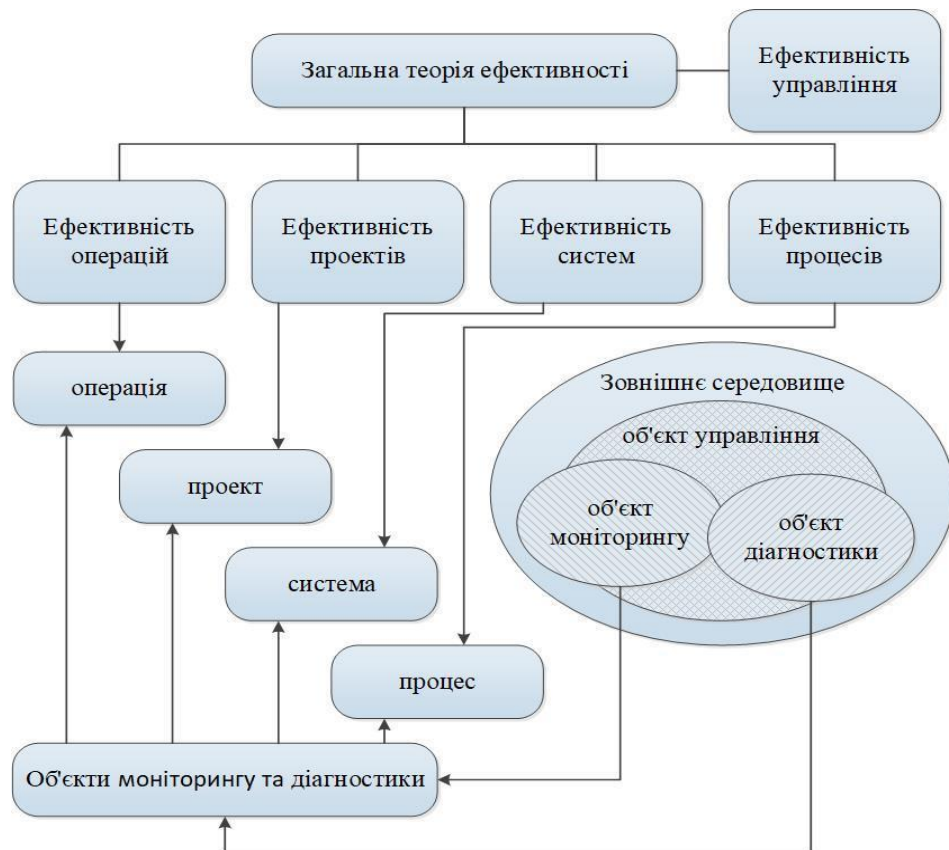 Загальна теорія ефективності
Ефективність
управління
Ефективність
операцій
Ефективність
проектів
Ефективність
систем
Ефективність
процесів
операція
Зовнішнє середовище
об'єкт управління
проект
об'єкт
моніторингу
об'єкт
діагностики
система
процес
Об'єкти моніторингу та діагностики